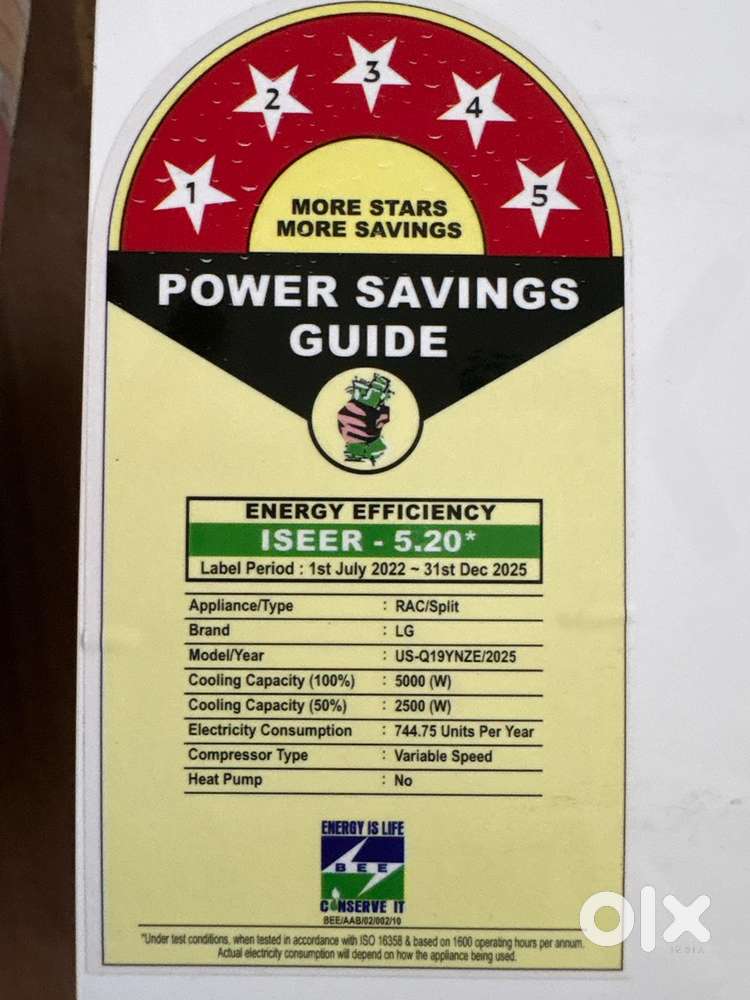 1
2
3
4
5
MORE STARS
MORE SAVINGS
POWER SAVINGS
GUIDE
ENERGY EFFICIENCY
ISEER - 5.20*
Label Period : 1st July 2022 ~ 31st Dec 2025
Appliance/Type : RAC/Split
Brand : LG
Model/Year : US-Q19YNZE/2025
Cooling Capacity (100%) : 5000 (W)
Cooling Capacity (50%) : 2500 (W)
Electricity Consumption : 744.75 Units Per Year
Compressor Type : Variable Speed
Heat Pump : No
ENERGY IS LIFE
BEE
CONSERVE IT
BEE/AAB/02/002/10
*Under test conditions, when tested in accordance with ISO 16358 & based on 1600 operating hours per annum.
Actual electricity consumption will depend on how the appliance being used.
olx